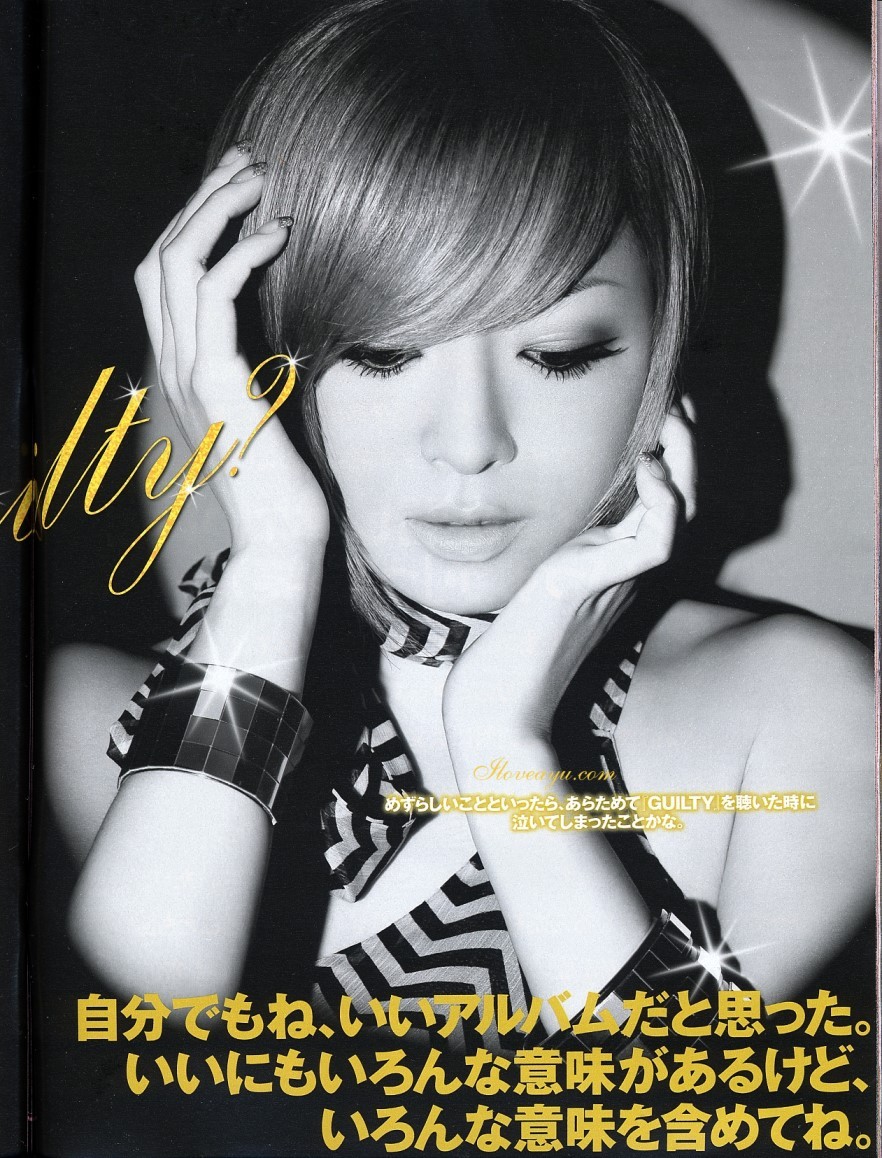 ilty?
Iloveayu.com
めずらしいことといったら、あらためて「GUILTY」を聴いた時に
泣いてしまったことかな。
自分でもね、いいアルバムだと思った。
いいにもいろんな意味があるけど、
いろんな意味を含めてね。